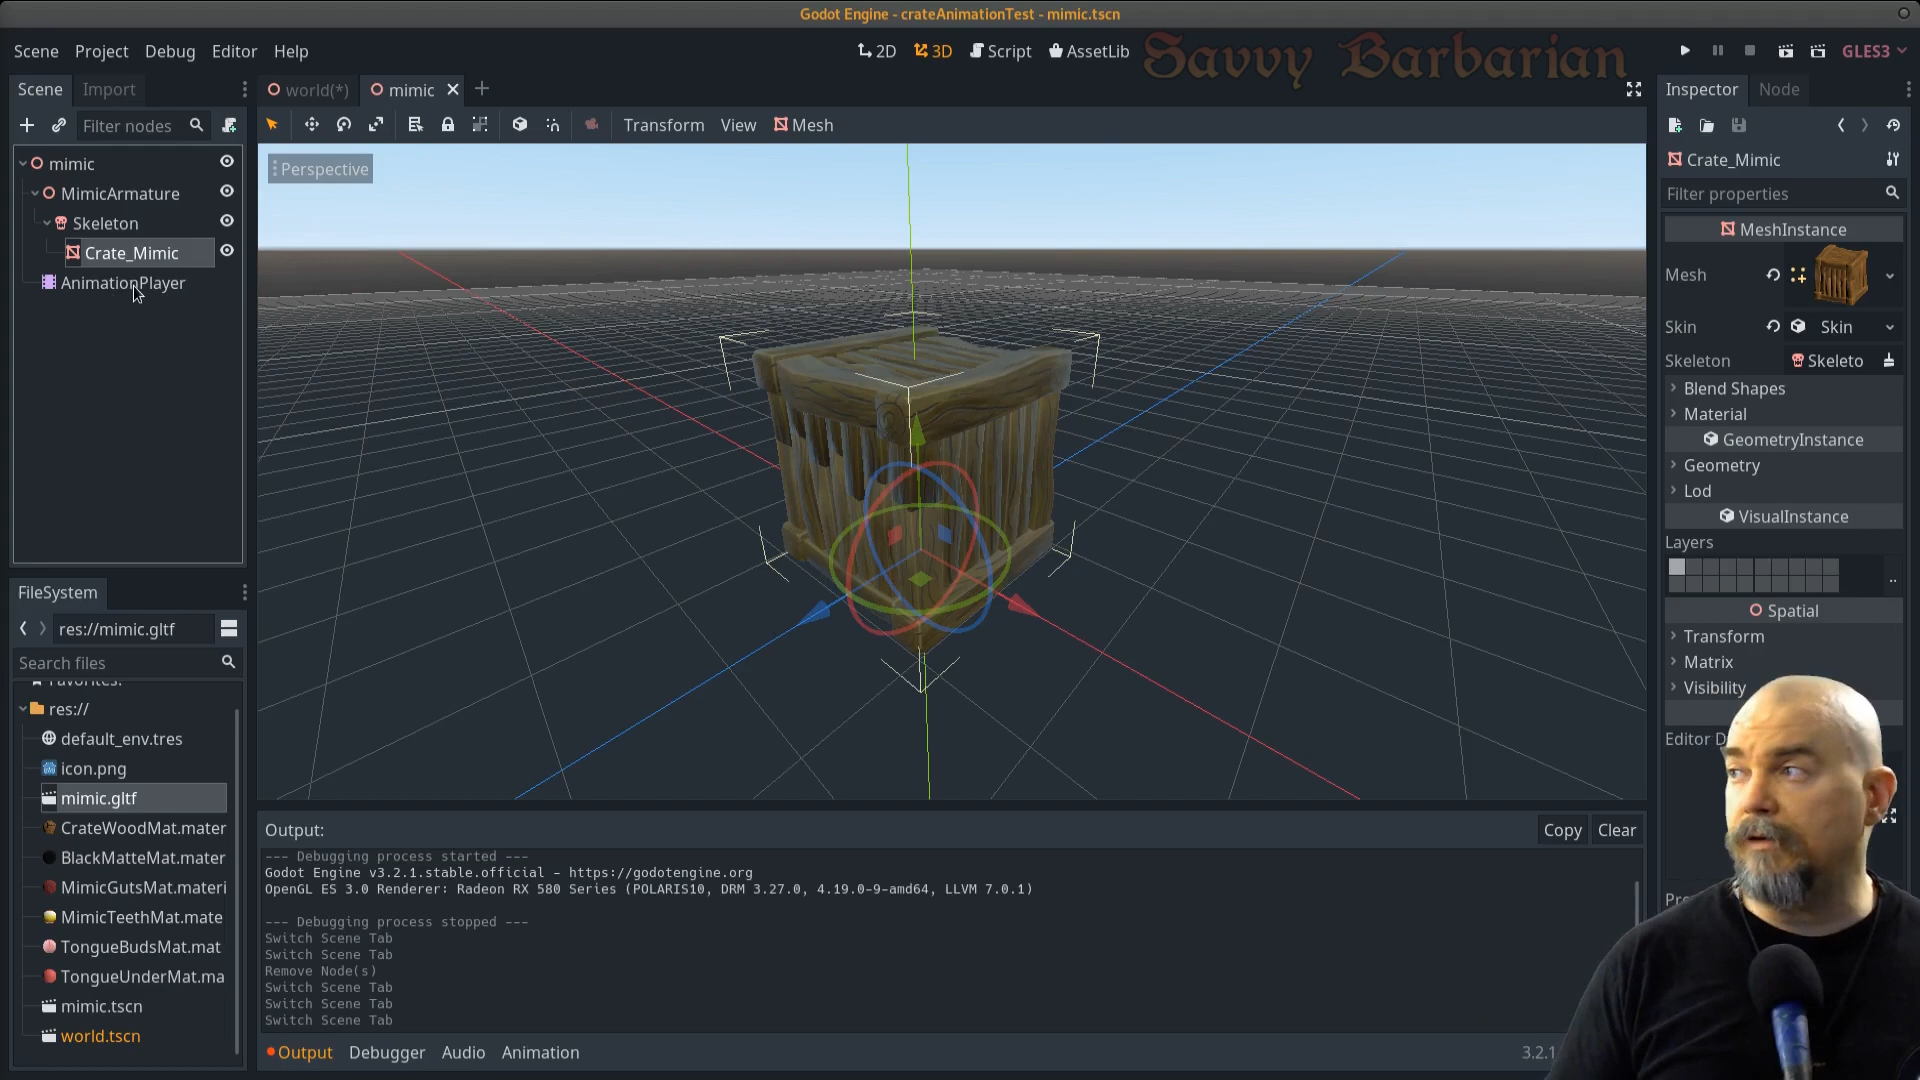 Godot Engine - crateAnimationTest - mimic.tscn
Scene Project Debug Editor Help
2D 3D Script AssetLib
Savvy Barbarian
GLES3
Scene Import
world(*) mimic
Inspector Node
Filter nodes
Transform View Mesh
mimic
MimicArmature
Skeleton
Crate_Mimic
AnimationPlayer
Perspective
Crate_Mimic
Filter properties
MeshInstance
Mesh
Skin Skin
Skeleton Skeleto
Blend Shapes
Material
GeometryInstance
Geometry
Lod
VisualInstance
Layers
..
Spatial
Transform
Matrix
Visibility
Editor D
FileSystem
res://mimic.gltf
Search files
Favorites:
res://
default_env.tres
icon.png
mimic.gltf
CrateWoodMat.mater
BlackMatteMat.mater
MimicGutsMat.materi
MimicTeethMat.mate
TongueBudsMat.mat
TongueUnderMat.ma
mimic.tscn
world.tscn
Output:
Copy Clear
--- Debugging process started ---
Godot Engine v3.2.1.stable.official - https://godotengine.org
OpenGL ES 3.0 Renderer: Radeon RX 580 Series (POLARIS10, DRM 3.27.0, 4.19.0-9-amd64, LLVM 7.0.1)
--- Debugging process stopped ---
Switch Scene Tab
Switch Scene Tab
Remove Node(s)
Switch Scene Tab
Switch Scene Tab
Switch Scene Tab
Output Debugger Audio Animation
3.2.1